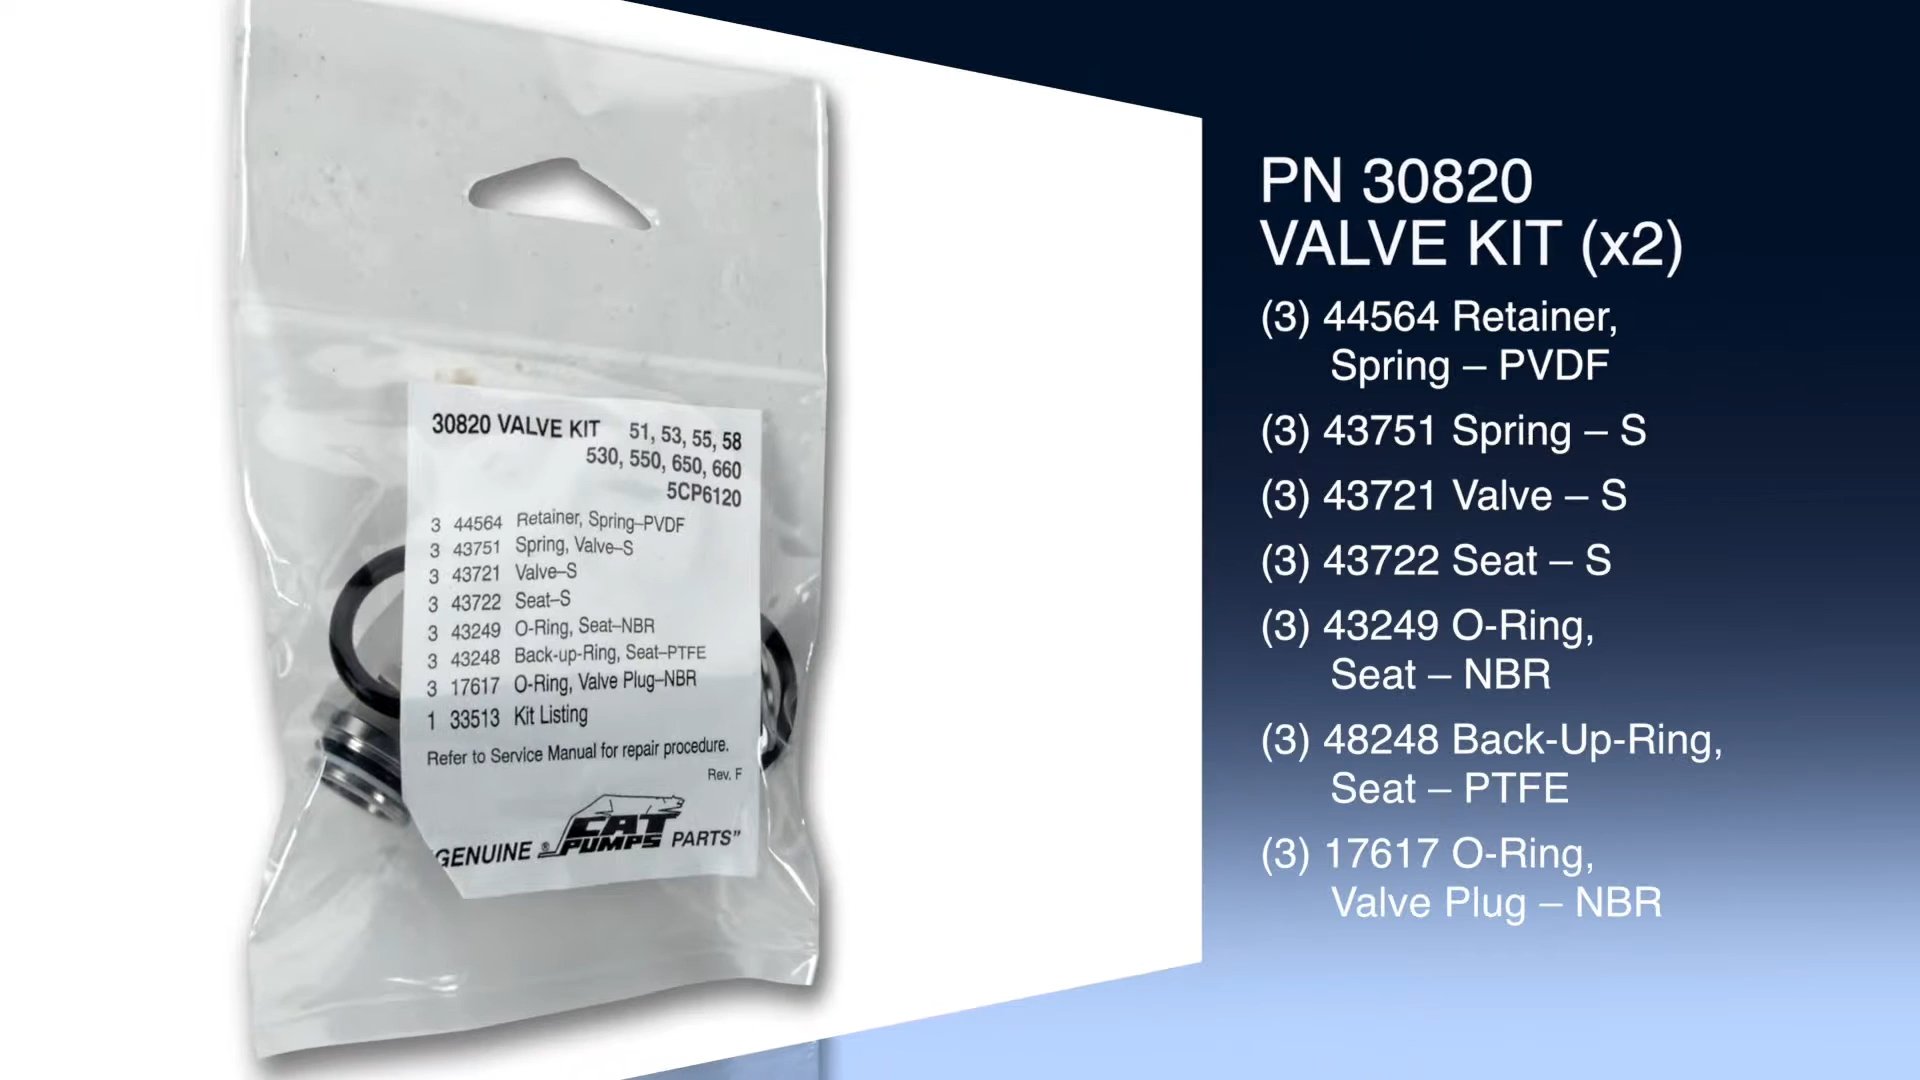 30820 VALVE KIT 51, 53, 55, 58
530, 550, 650, 660
5CP6120
3 44564 Retainer, Spring–PVDF
3 43751 Spring, Valve–S
3 43721 Valve–S
3 43722 Seat–S
3 43249 O-Ring, Seat–NBR
3 43248 Back-up-Ring, Seat–PTFE
3 17617 O-Ring, Valve Plug–NBR
1 33513 Kit Listing
Refer to Service Manual for repair procedure.
Rev. F
"GENUINE ® CAT PUMPS PARTS"
PN 30820
VALVE KIT (x2)
(3) 44564 Retainer,
Spring – PVDF
(3) 43751 Spring – S
(3) 43721 Valve – S
(3) 43722 Seat – S
(3) 43249 O-Ring,
Seat – NBR
(3) 48248 Back-Up-Ring,
Seat – PTFE
(3) 17617 O-Ring,
Valve Plug – NBR